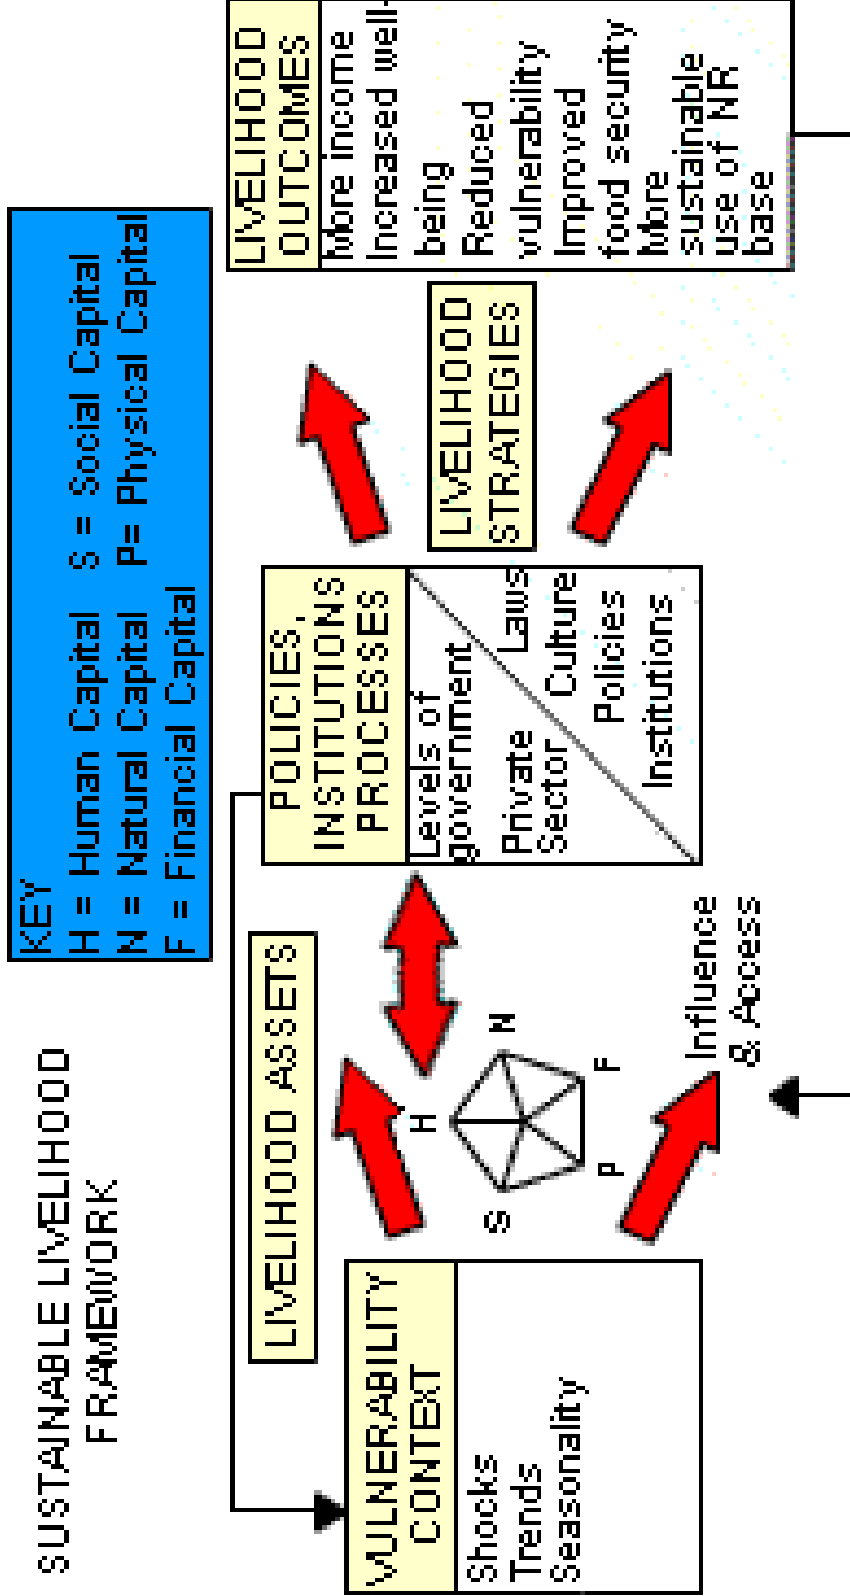 SUSTAINABLE LIVELIHOOD
FRAMEWORK
KEY
H = Human Capital S = Social Capital
N = Natural Capital P= Physical Capital
F = Financial Capital
LIVELIHOOD ASSETS
VULNERABILITY
CONTEXT
Shocks
Trends
Seasonality
H
S
N
P
F
Influence
& Access
POLICIES,
INSTITUTIONS
PROCESSES
Levels of
government
Private
Sector
Laws
Culture
Policies
Institutions
LIVELIHOOD
STRATEGIES
LIVELIHOOD
OUTCOMES
More income
Increased well-
being
Reduced
vulnerability
Improved
food security
More
sustainable
use of NR
base